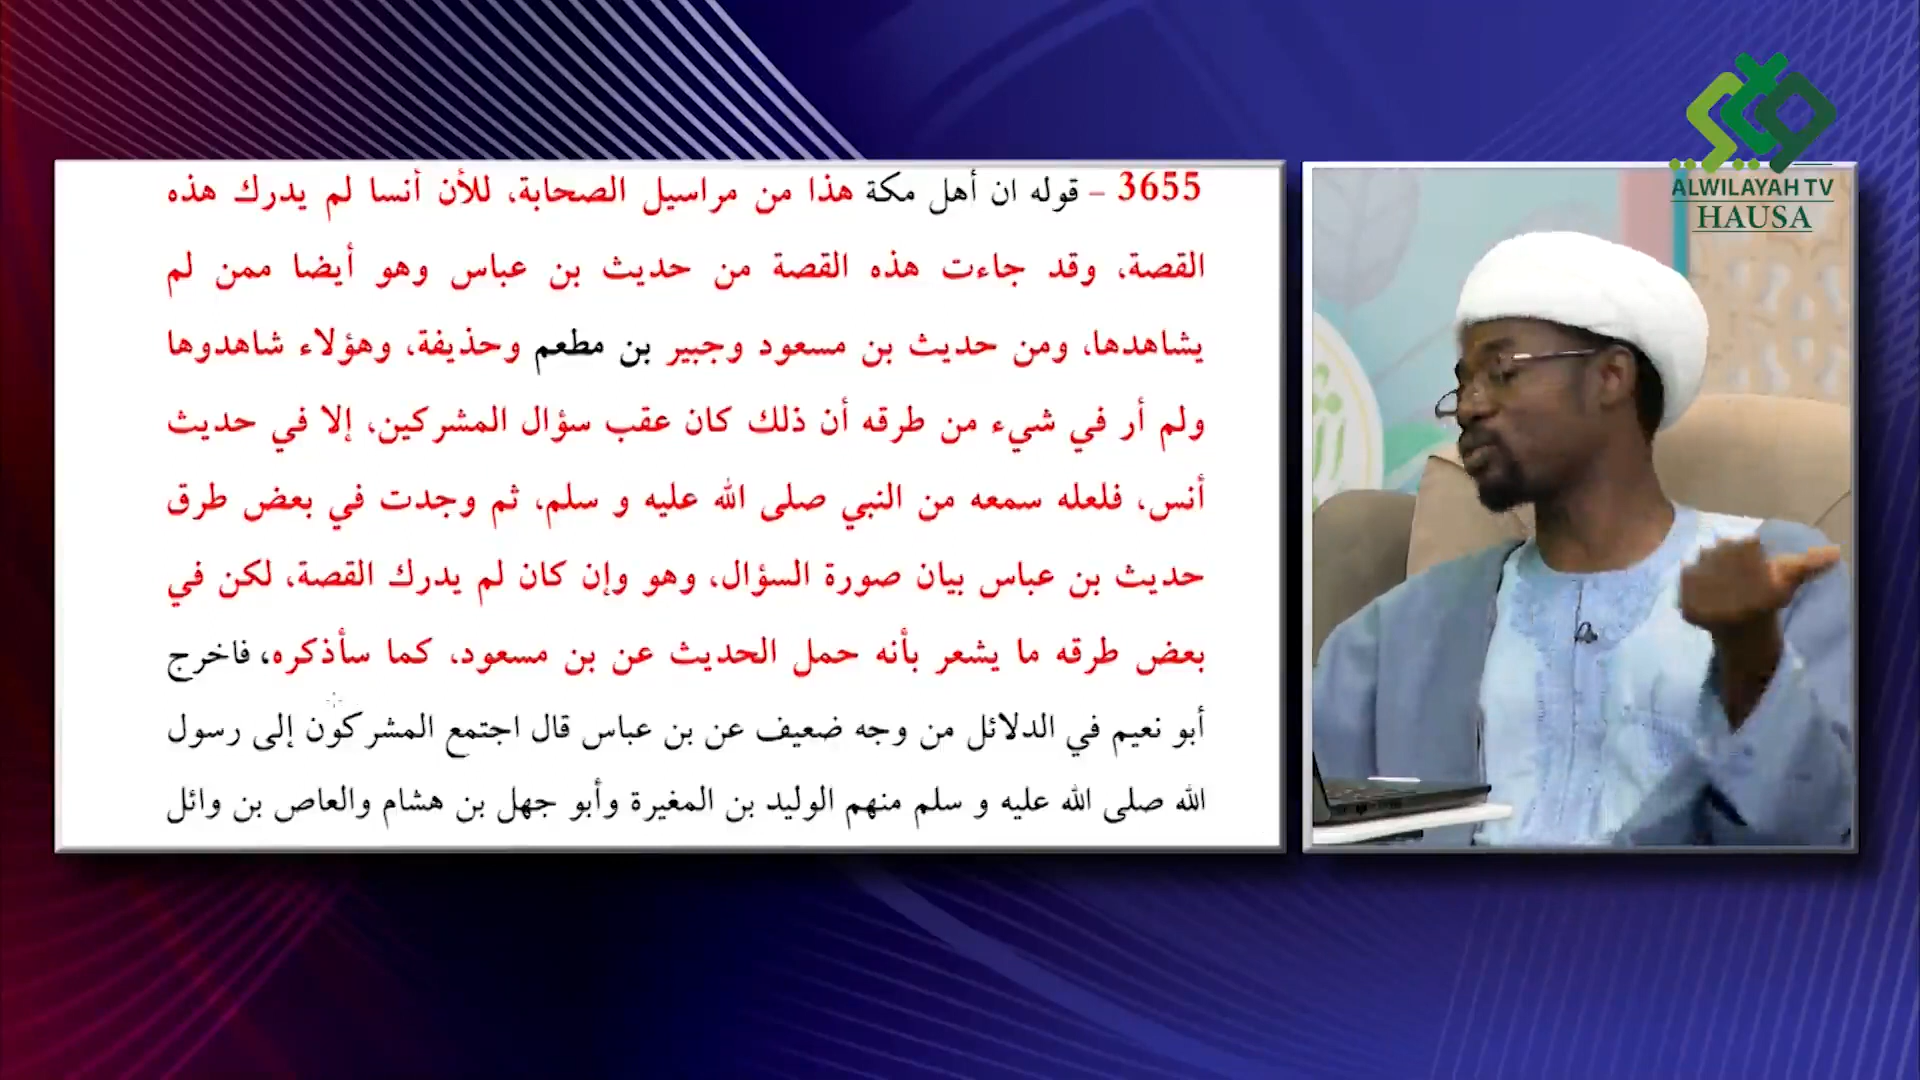 3655 - قوله ان أهل مكة هذا من مراسيل الصحابة، للأن أنسا لم يدرك هذه
القصة، وقد جاءت هذه القصة من حديث بن عباس وهو أيضا ممن لم
يشاهدها، ومن حديث بن مسعود وجبير بن مطعم وحذيفة، وهؤلاء شاهدوها
ولم أر في شيء من طرقه أن ذلك كان عقب سؤال المشركين، إلا في حديث
أنس، فلعله سمعه من النبي صلى الله عليه و سلم، ثم وجدت في بعض طرق
حديث بن عباس بيان صورة السؤال، وهو وإن كان لم يدرك القصة، لكن في
بعض طرقه ما يشعر بأنه حمل الحديث عن بن مسعود، كما سأذكره، فاخرج
أبو نعيم في الدلائل من وجه ضعيف عن بن عباس قال اجتمع المشركون إلى رسول
الله صلى الله عليه و سلم منهم الوليد بن المغيرة وأبو جهل بن هشام والعاص بن وائل
ALWILAYAH TV
HAUSA